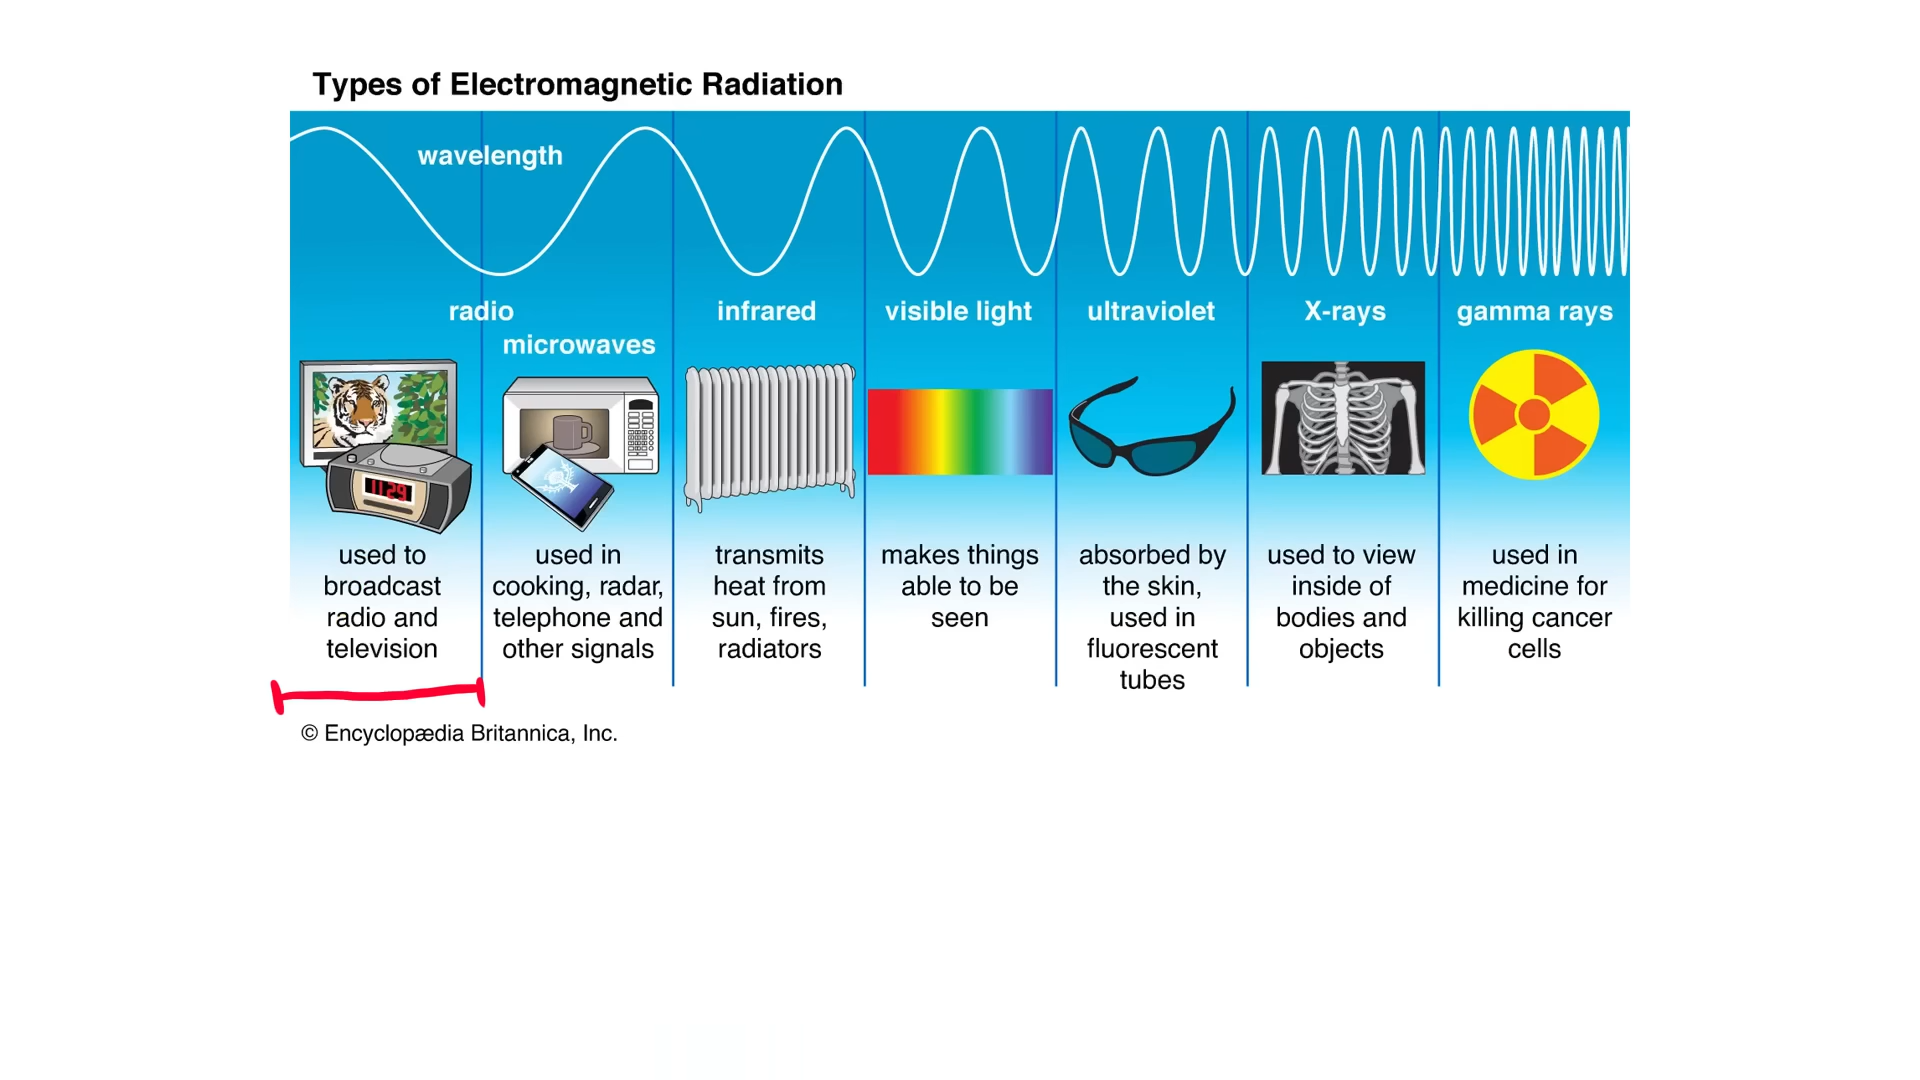 Types of Electromagnetic Radiation
wavelength
radio
microwaves
infrared
visible light
ultraviolet
X-rays
gamma rays
11:29
used to
broadcast
radio and
television
used in
cooking, radar,
telephone and
other signals
transmits
heat from
sun, fires,
radiators
makes things
able to be
seen
absorbed by
the skin,
used in
fluorescent
tubes
used to view
inside of
bodies and
objects
used in
medicine for
killing cancer
cells
© Encyclopædia Britannica, Inc.